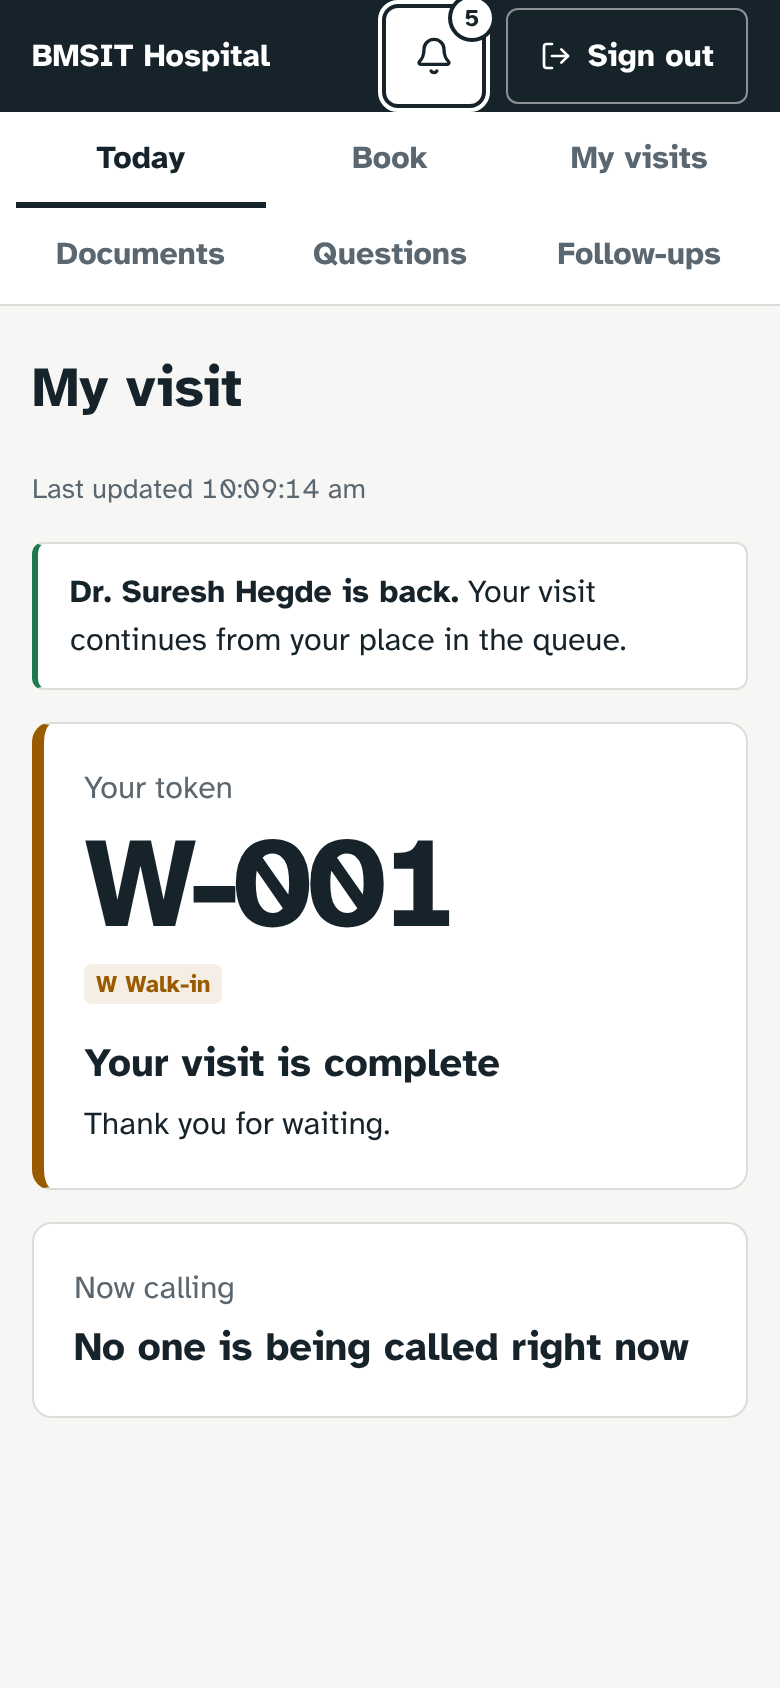 BMSIT Hospital
5
Sign out
Today
Book
My visits
Documents
Questions
Follow-ups
My visit
Last updated 10:09:14 am
Dr. Suresh Hegde is back. Your visit
continues from your place in the queue.
Your token
W-001
W Walk-in
Your visit is complete
Thank you for waiting.
Now calling
No one is being called right now